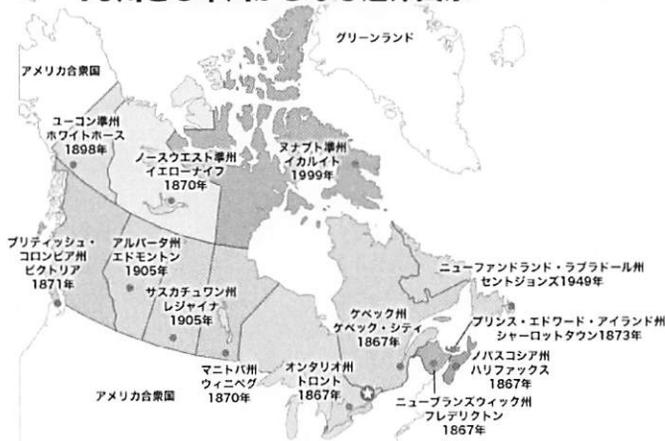 グリーンランド
アメリカ合衆国
ユーコン準州
ホワイトホース
1898年
ノースウエスト準州
イエローナイフ
1870年
ヌナブト準州
イカルイト
1999年
ブリティッシュ・
コロンビア州
ビクトリア
1871年
アルバータ州
エドモントン
1905年
サスカチュワン州
レジャイナ
1905年
マニトバ州
ウィニペグ
1870年
オンタリオ州
トロント
1867年
ケベック州
ケベック・シティ
1867年
ニューファンドランド・ラブラドール州
セントジョンズ1949年
プリンス・エドワード・アイランド州
シャーロットタウン1873年
ノバスコシア州
ハリファックス
1867年
ニューブランズウィック州
フレデリクトン
1867年
アメリカ合衆国